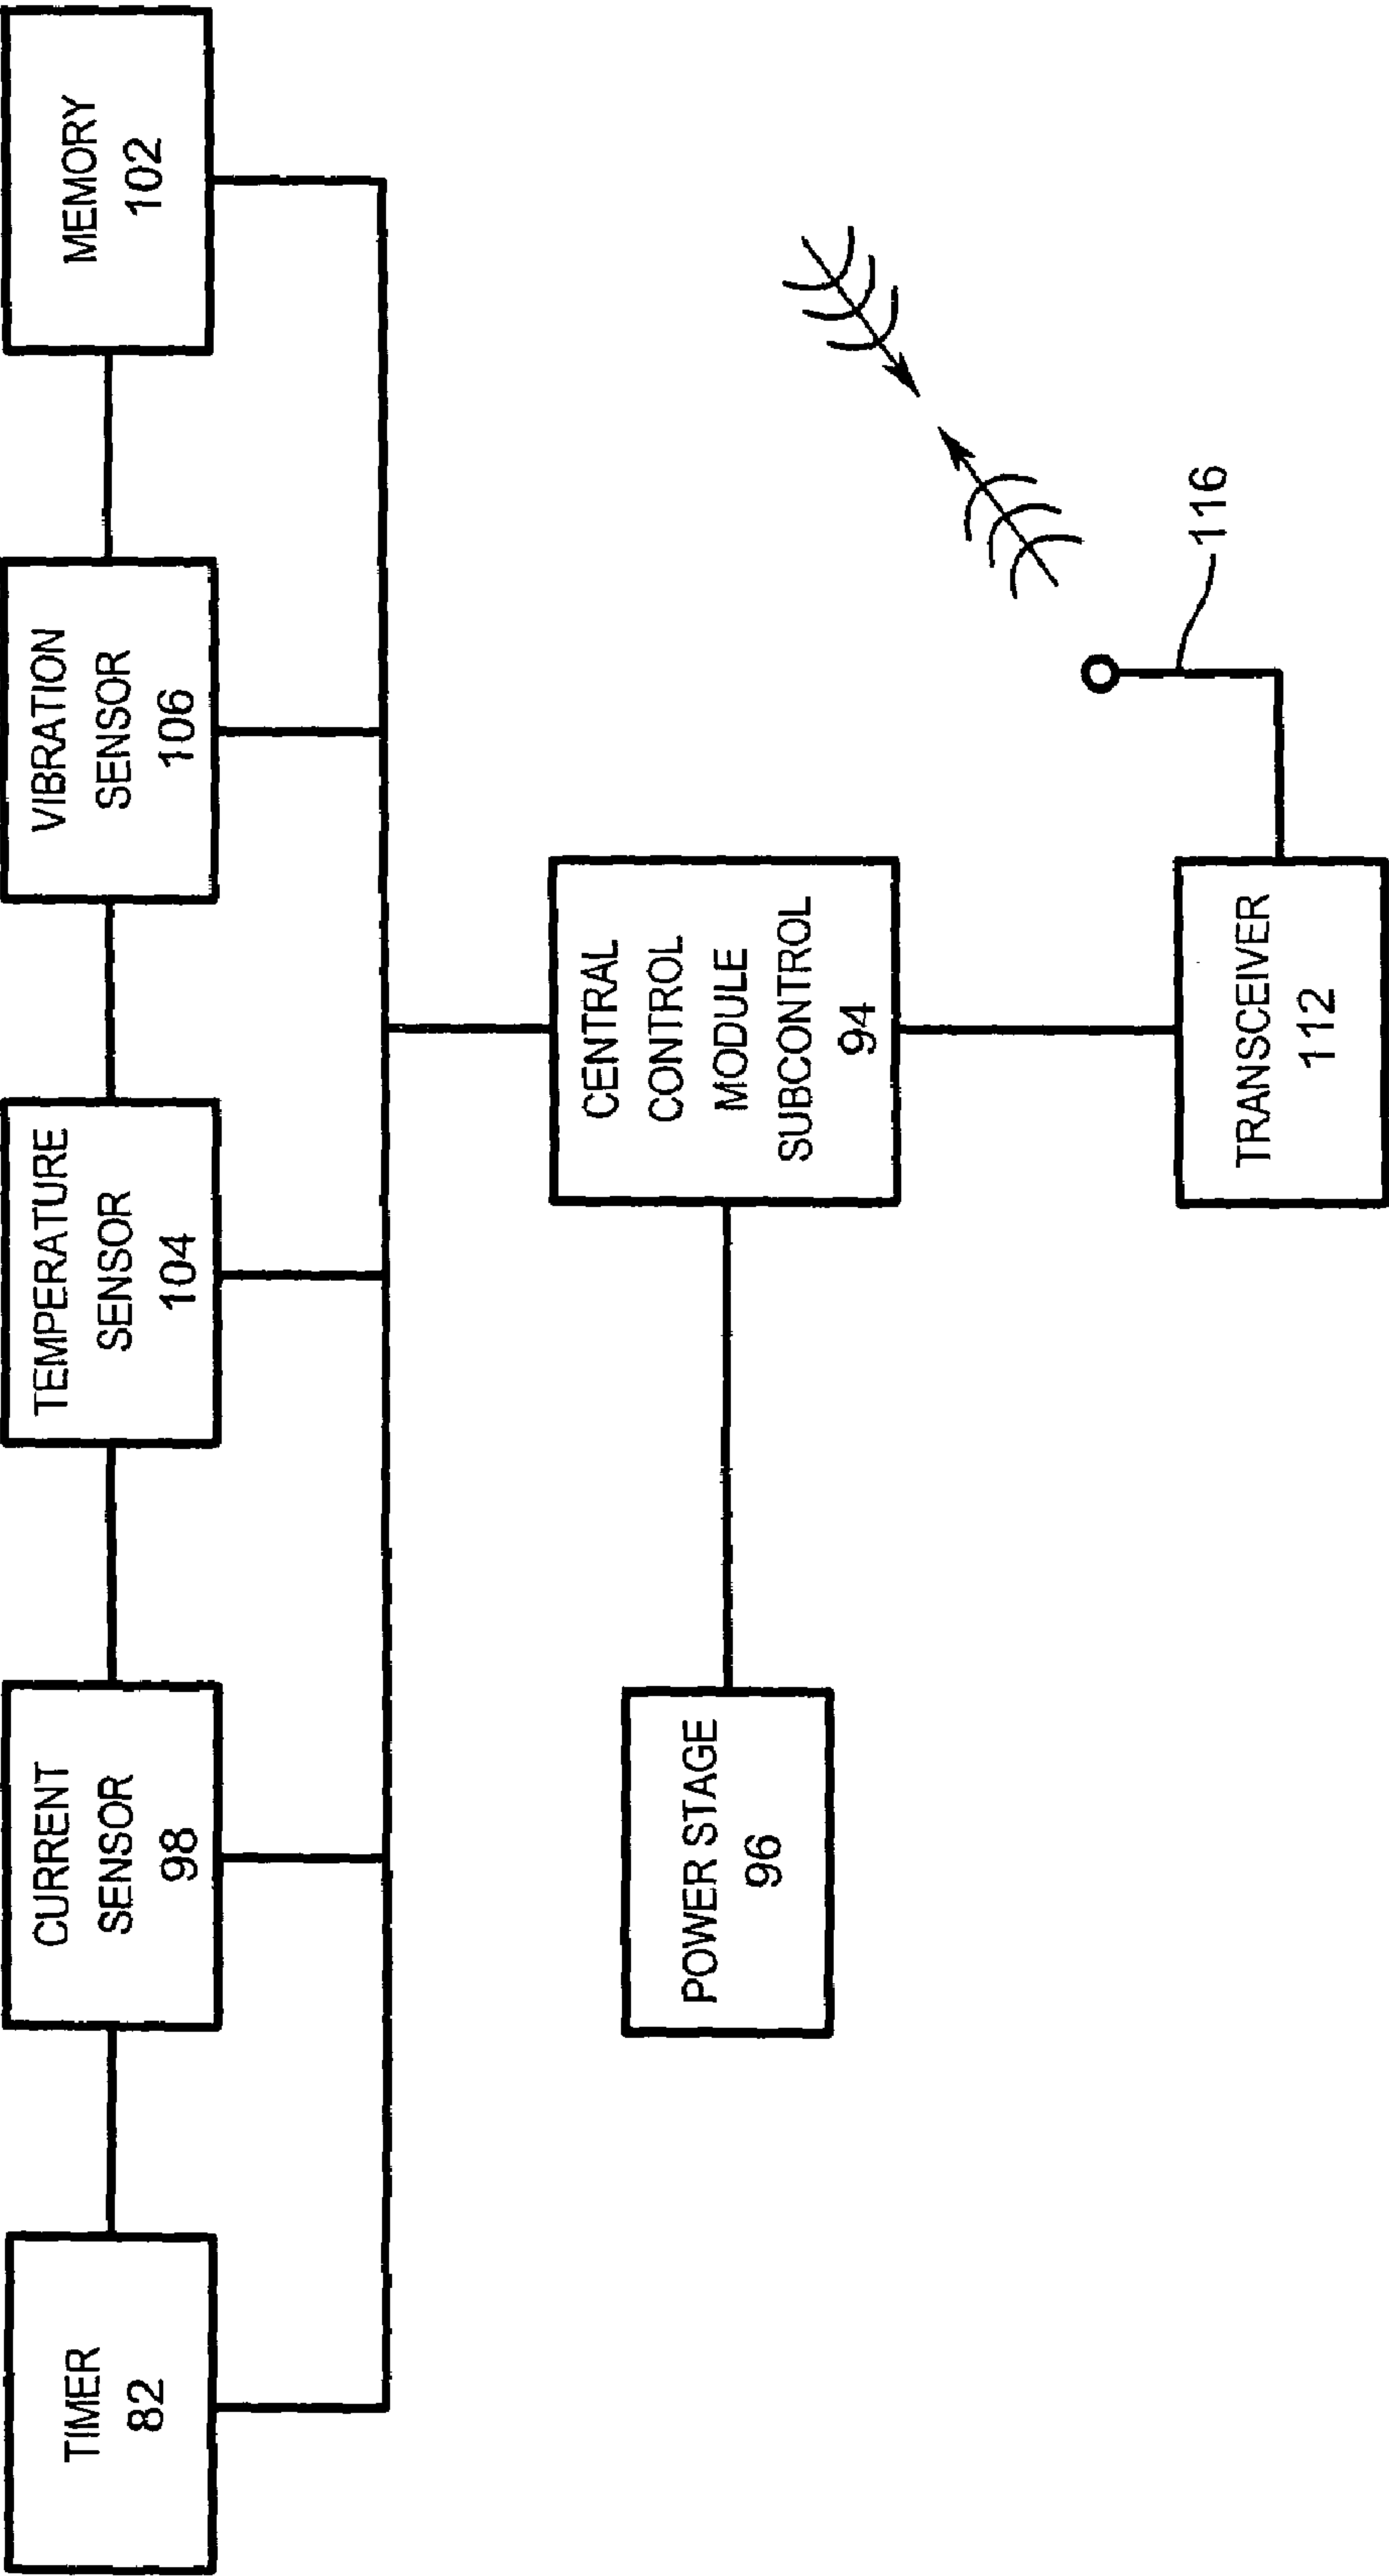 TIMER
82
CURRENT
SENSOR
98
TEMPERATURE
SENSOR
104
VIBRATION
SENSOR
106
MEMORY
102
POWER STAGE
96
CENTRAL
CONTROL
MODULE
SUBCONTROL
94
TRANSCEIVER
112
116